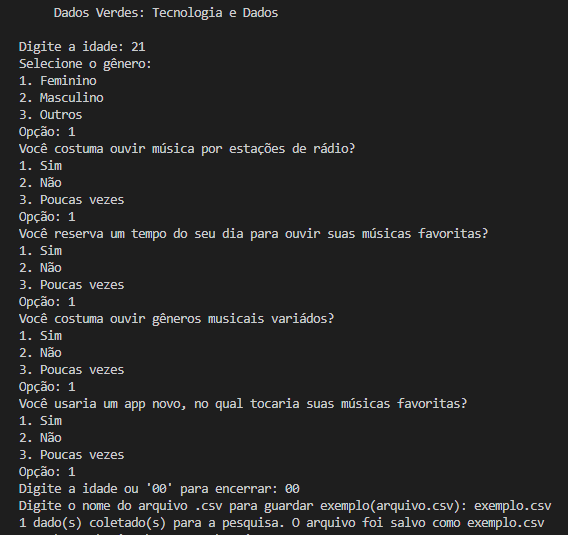 Dados Verdes: Tecnologia e Dados
Digite a idade: 21
Selecione o gênero:
1. Feminino
2. Masculino
3. Outros
Opção: 1
Você costuma ouvir música por estações de rádio?
1. Sim
2. Não
3. Poucas vezes
Opção: 1
Você reserva um tempo do seu dia para ouvir suas músicas favoritas?
1. Sim
2. Não
3. Poucas vezes
Opção: 1
Você costuma ouvir gêneros musicais variádos?
1. Sim
2. Não
3. Poucas vezes
Opção: 1
Você usaria um app novo, no qual tocaria suas músicas favoritas?
1. Sim
2. Não
3. Poucas vezes
Opção: 1
Digite a idade ou '00' para encerrar: 00
Digite o nome do arquivo .csv para guardar exemplo(arquivo.csv): exemplo.csv
1 dado(s) coletado(s) para a pesquisa. O arquivo foi salvo como exemplo.csv